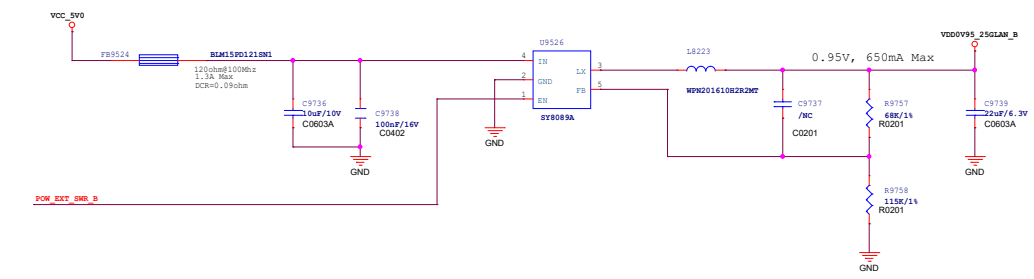 VCC_5V0
FB9524
BLM15PD121SN1
120ohm@100Mhz
1.3A Max
DCR=0.09ohm
C9736
10uF/10V
C0603A
C9738
100nF/16V
C0402
GND
POW_EXT_SWR_B
U9526
4
IN
2
GND
1
EN
LX
3
FB
5
SY8089A
GND
L8223
WPN201610H2R2MT
0.95V, 650mA Max
VDD0V95_25GLAN_B
C9737
/NC
C0201
R9757
68K/1%
R0201
C9739
22uF/6.3V
C0603A
GND
R9758
115K/1%
R0201
GND